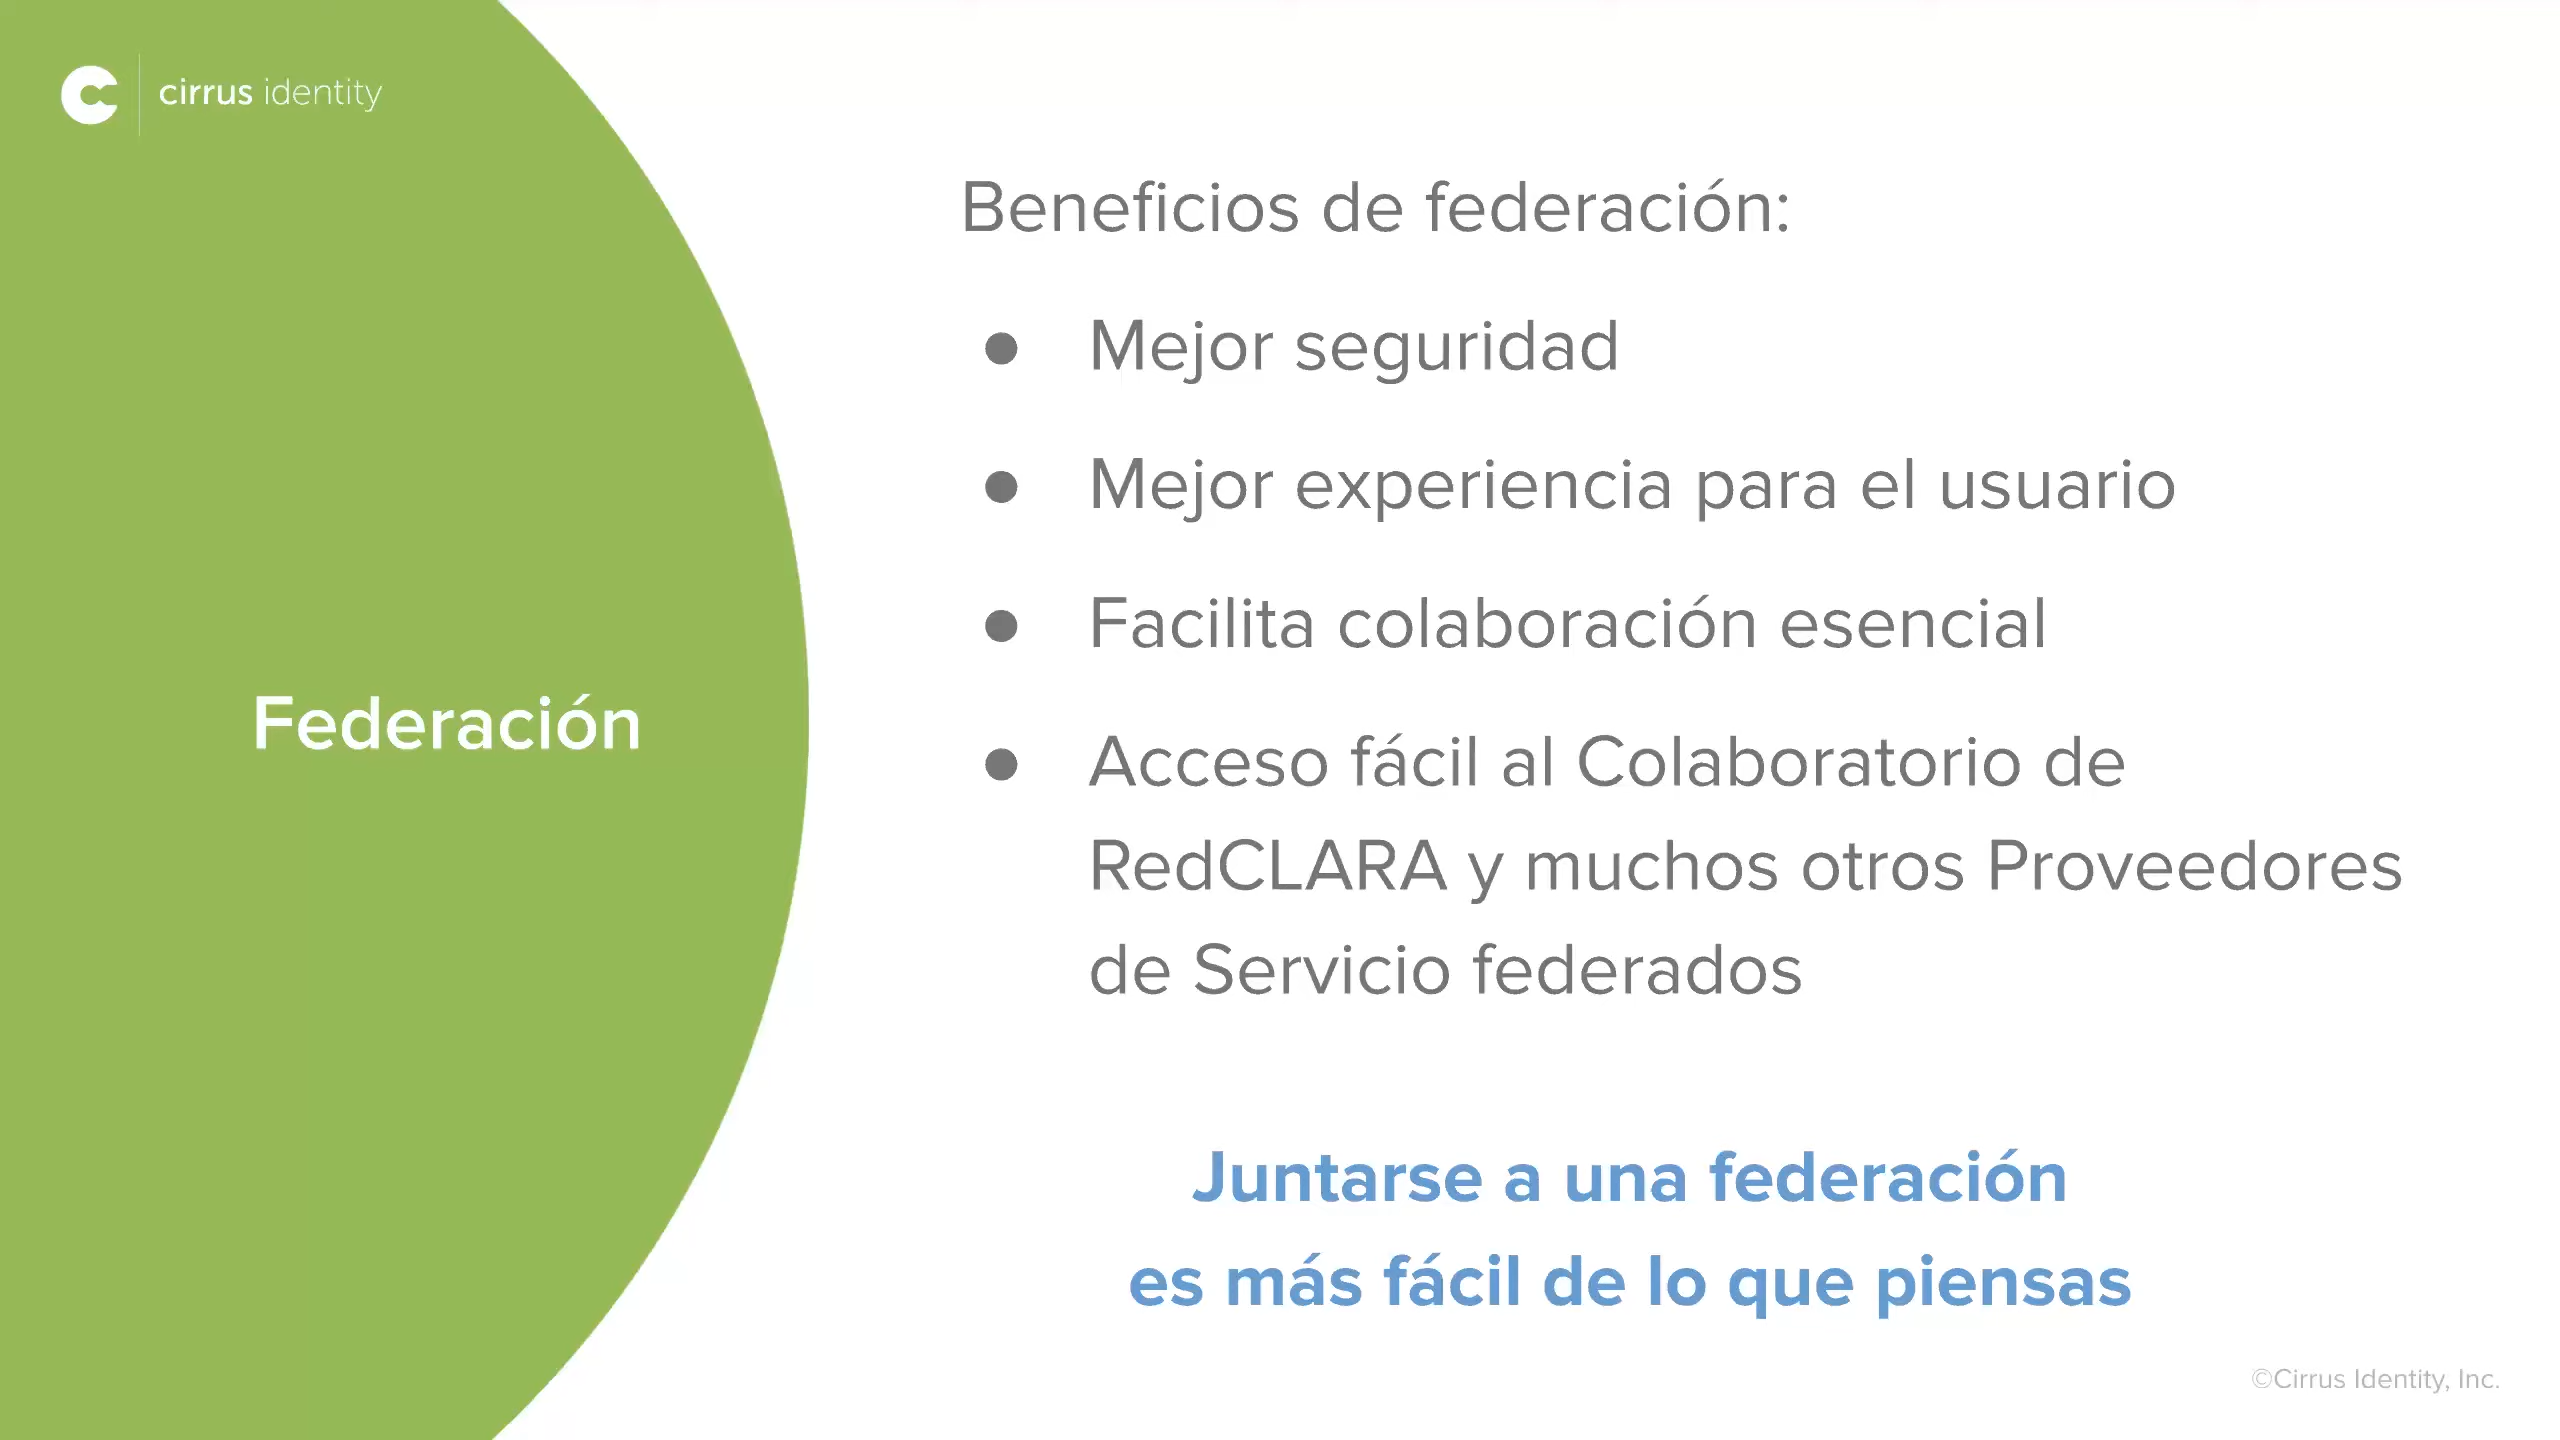 cirrus identity
Federación
Beneficios de federación:
● Mejor seguridad
● Mejor experiencia para el usuario
● Facilita colaboración esencial
● Acceso fácil al Colaboratorio de
RedCLARA y muchos otros Proveedores
de Servicio federados
Juntarse a una federación
es más fácil de lo que piensas
©Cirrus Identity, Inc.